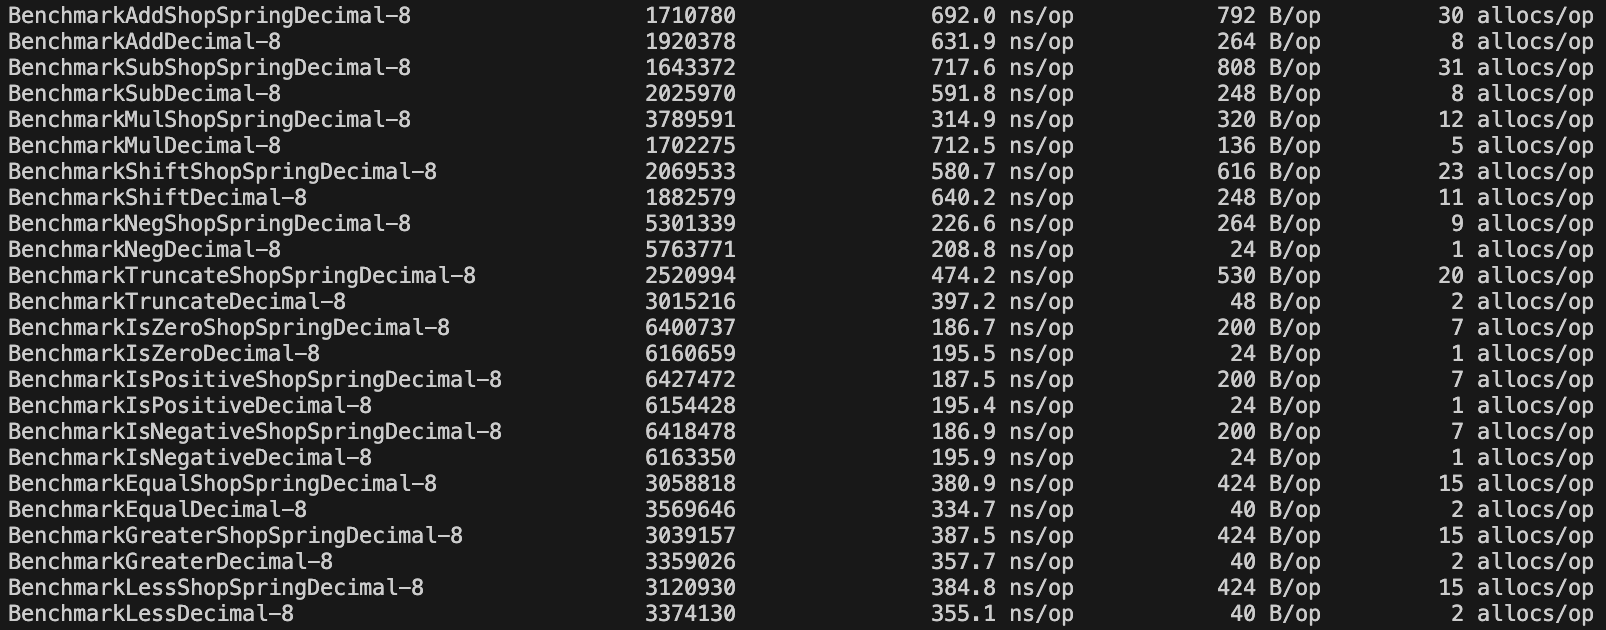 BenchmarkAddShopSpringDecimal-8 1710780 692.0 ns/op 792 B/op 30 allocs/op
BenchmarkAddDecimal-8 1920378 631.9 ns/op 264 B/op 8 allocs/op
BenchmarkSubShopSpringDecimal-8 1643372 717.6 ns/op 808 B/op 31 allocs/op
BenchmarkSubDecimal-8 2025970 591.8 ns/op 248 B/op 8 allocs/op
BenchmarkMulShopSpringDecimal-8 3789591 314.9 ns/op 320 B/op 12 allocs/op
BenchmarkMulDecimal-8 1702275 712.5 ns/op 136 B/op 5 allocs/op
BenchmarkShiftShopSpringDecimal-8 2069533 580.7 ns/op 616 B/op 23 allocs/op
BenchmarkShiftDecimal-8 1882579 640.2 ns/op 248 B/op 11 allocs/op
BenchmarkNegShopSpringDecimal-8 5301339 226.6 ns/op 264 B/op 9 allocs/op
BenchmarkNegDecimal-8 5763771 208.8 ns/op 24 B/op 1 allocs/op
BenchmarkTruncateShopSpringDecimal-8 2520994 474.2 ns/op 530 B/op 20 allocs/op
BenchmarkTruncateDecimal-8 3015216 397.2 ns/op 48 B/op 2 allocs/op
BenchmarkIsZeroShopSpringDecimal-8 6400737 186.7 ns/op 200 B/op 7 allocs/op
BenchmarkIsZeroDecimal-8 6160659 195.5 ns/op 24 B/op 1 allocs/op
BenchmarkIsPositiveShopSpringDecimal-8 6427472 187.5 ns/op 200 B/op 7 allocs/op
BenchmarkIsPositiveDecimal-8 6154428 195.4 ns/op 24 B/op 1 allocs/op
BenchmarkIsNegativeShopSpringDecimal-8 6418478 186.9 ns/op 200 B/op 7 allocs/op
BenchmarkIsNegativeDecimal-8 6163350 195.9 ns/op 24 B/op 1 allocs/op
BenchmarkEqualShopSpringDecimal-8 3058818 380.9 ns/op 424 B/op 15 allocs/op
BenchmarkEqualDecimal-8 3569646 334.7 ns/op 40 B/op 2 allocs/op
BenchmarkGreaterShopSpringDecimal-8 3039157 387.5 ns/op 424 B/op 15 allocs/op
BenchmarkGreaterDecimal-8 3359026 357.7 ns/op 40 B/op 2 allocs/op
BenchmarkLessShopSpringDecimal-8 3120930 384.8 ns/op 424 B/op 15 allocs/op
BenchmarkLessDecimal-8 3374130 355.1 ns/op 40 B/op 2 allocs/op